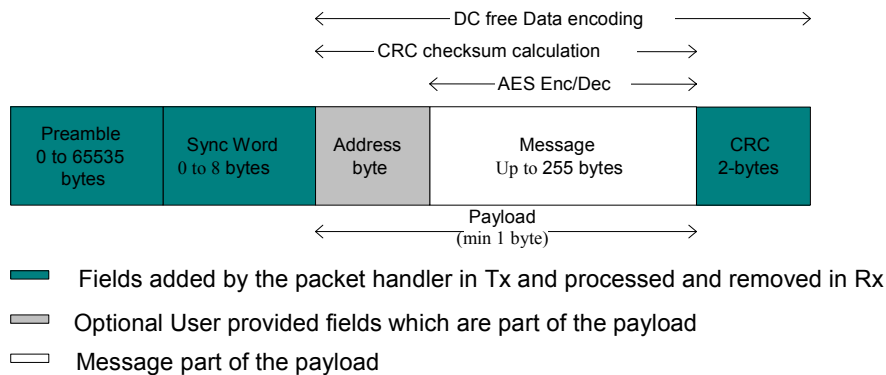 DC free Data encoding
CRC checksum calculation
AES Enc/Dec
Preamble
0 to 65535
bytes
Sync Word
0 to 8 bytes
Address
byte
Message
Up to 255 bytes
CRC
2-bytes
Payload
(min 1 byte)
Fields added by the packet handler in Tx and processed and removed in Rx
Optional User provided fields which are part of the payload
Message part of the payload